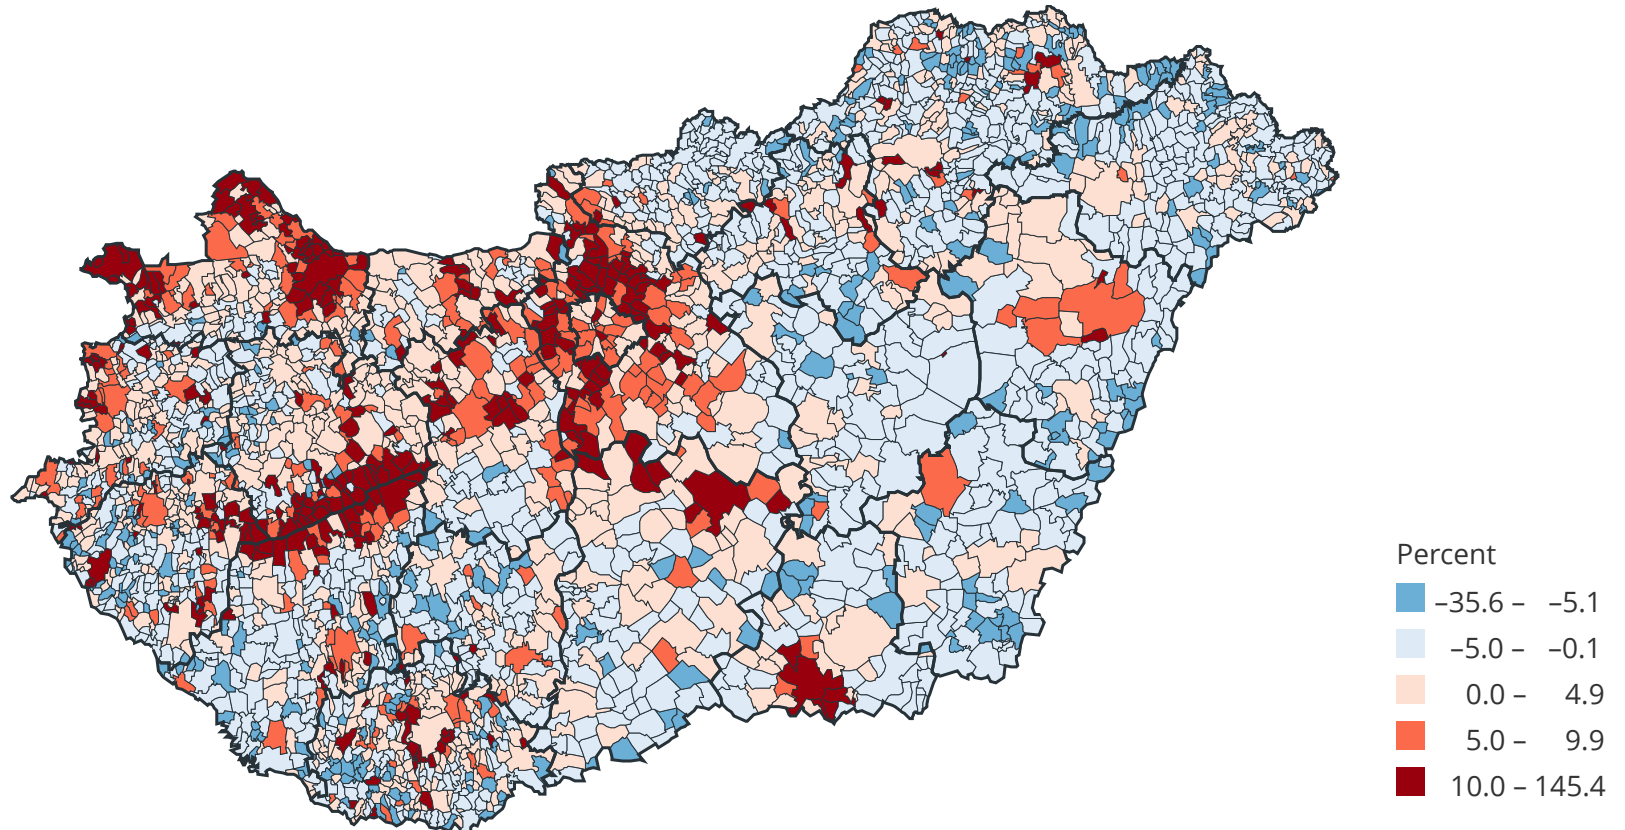 Percent
–35.6 – –5.1
–5.0 – –0.1
0.0 – 4.9
5.0 – 9.9
10.0 – 145.4